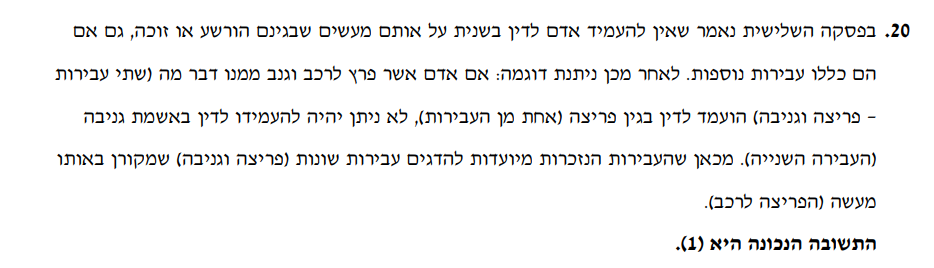 20. בפסקה השלישית נאמר שאין להעמיד אדם לדין בשנית על אותם מעשים שבגינם הורשע או זוכה, גם אם
הם כללו עבירות נוספות. לאחר מכן ניתנת דוגמה: אם אדם אשר פרץ לרכב וגנב ממנו דבר מה (שתי עבירות
– פריצה וגניבה) הועמד לדין בגין פריצה (אחת מן העבירות), לא ניתן יהיה להעמידו לדין באשמת גניבה
(העבירה השנייה). מכאן שהעבירות הנזכרות מיועדות להדגים עבירות שונות (פריצה וגניבה) שמקורן באותו
מעשה (הפריצה לרכב).
התשובה הנכונה היא (1).